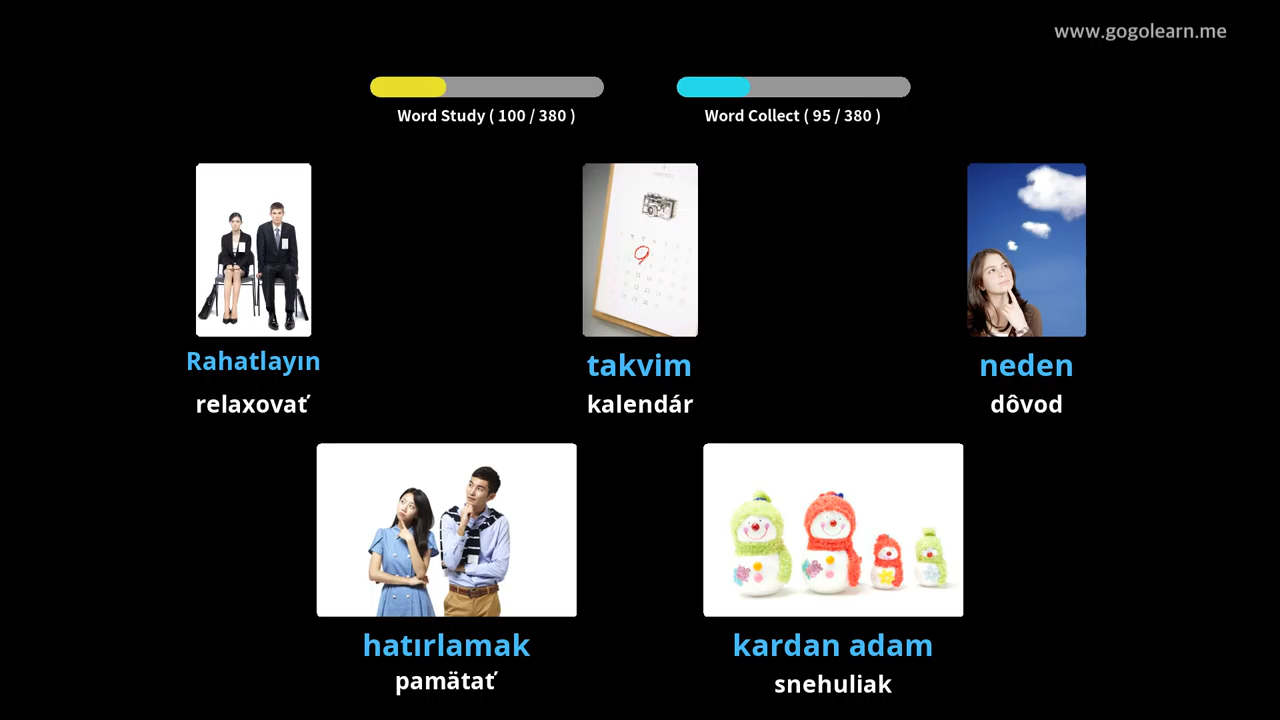 www.gogolearn.me
Word Study ( 100 / 380 )
Word Collect ( 95 / 380 )
Rahatlayın
relaxovať
takvim
kalendár
neden
dôvod
9
hatırlamak
pamätať
kardan adam
snehuliak